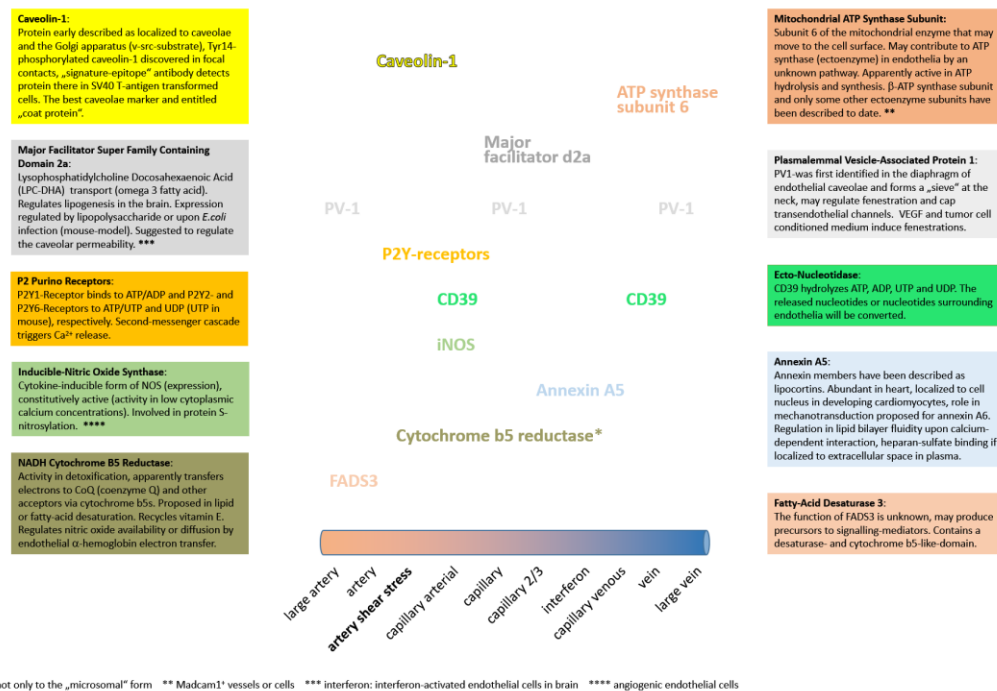 Caveolin-1:
Protein early described as localized to caveolae
and the Golgi apparatus (v-src-substrate), Tyr14-
phosphorylated caveolin-1 discovered in focal
contacts, „signature-epitope“ antibody detects
protein there in SV40 T-antigen transformed
cells. The best caveolae marker and entitled
„coat protein“.
Major Facilitator Super Family Containing
Domain 2a:
Lysophosphatidylcholine Docosahexaenoic Acid
(LPC-DHA) transport (omega 3 fatty acid).
Regulates lipogenesis in the brain. Expression
regulated by lipopolysaccharide or upon E.coli
infection (mouse-model). Suggested to regulate
the caveolar permeability. ***
P2 Purino Receptors:
P2Y1-Receptor binds to ATP/ADP and P2Y2- and
P2Y6-Receptors to ATP/UTP and UDP (UTP in
mouse), respectively. Second-messenger cascade
triggers Ca²⁺ release.
Inducible-Nitric Oxide Synthase:
Cytokine-inducible form of NOS (expression),
constitutively active (activity in low cytoplasmic
calcium concentrations). Involved in protein S-
nitrosylation. ****
NADH Cytochrome B5 Reductase:
Activity in detoxification, apparently transfers
electrons to CoQ (coenzyme Q) and other
acceptors via cytochrome b5s. Proposed in lipid
or fatty-acid desaturation. Recycles vitamin E.
Regulates nitric oxide availability or diffusion by
endothelial α-hemoglobin electron transfer.
Caveolin-1
ATP synthase
subunit 6
Major
facilitator d2a
PV-1 PV-1 PV-1
P2Y-receptors
CD39 CD39
iNOS
Annexin A5
Cytochrome b5 reductase*
FADS3
large artery
artery
artery shear stress
capillary arterial
capillary
capillary 2/3
interferon
capillary venous
vein
large vein
Mitochondrial ATP Synthase Subunit:
Subunit 6 of the mitochondrial enzyme that may
move to the cell surface. May contribute to ATP
synthase (ectoenzyme) in endothelia by an
unknown pathway. Apparently active in ATP
hydrolysis and synthesis. β-ATP synthase subunit
and only some other ectoenzyme subunits have
been described to date. **
Plasmalemmal Vesicle-Associated Protein 1:
PV1-was first identified in the diaphragm of
endothelial caveolae and forms a „sieve“ at the
neck, may regulate fenestration and cap
transendothelial channels. VEGF and tumor cell
conditioned medium induce fenestrations.
Ecto-Nucleotidase:
CD39 hydrolyzes ATP, ADP, UTP and UDP. The
released nucleotides or nucleotides surrounding
endothelia will be converted.
Annexin A5:
Annexin members have been described as
lipocortins. Abundant in heart, localized to cell
nucleus in developing cardiomyocytes, role in
mechanotransduction proposed for annexin A6.
Regulation in lipid bilayer fluidity upon calcium-
dependent interaction, heparan-sulfate binding if
localized to extracellular space in plasma.
Fatty-Acid Desaturase 3:
The function of FADS3 is unknown, may produce
precursors to signalling-mediators. Contains a
desaturase- and cytochrome b5-like-domain.
not only to the „microsomal“ form ** Madcam1⁺ vessels or cells *** interferon: interferon-activated endothelial cells in brain **** angiogenic endothelial cells